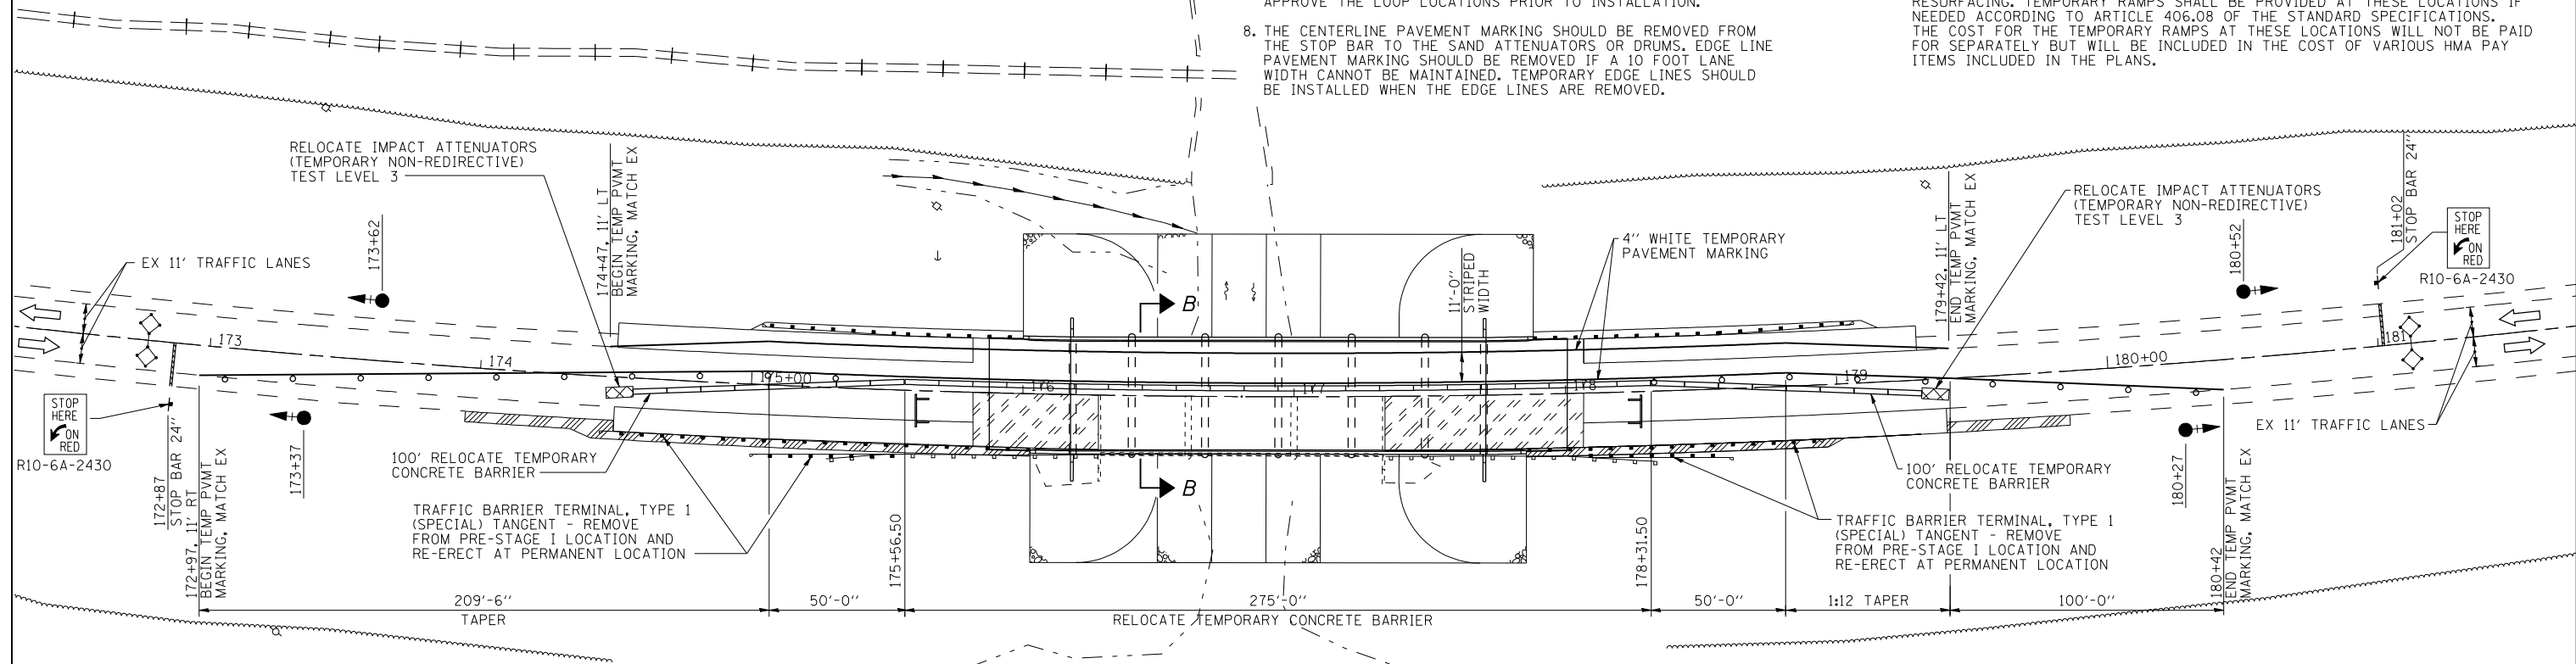 APPROVE THE LOOP LOCATIONS PRIOR TO INSTALLATION.
8. THE CENTERLINE PAVEMENT MARKING SHOULD BE REMOVED FROM
THE STOP BAR TO THE SAND ATTENUATORS OR DRUMS. EDGE LINE
PAVEMENT MARKING SHOULD BE REMOVED IF A 10 FOOT LANE
WIDTH CANNOT BE MAINTAINED. TEMPORARY EDGE LINES SHOULD
BE INSTALLED WHEN THE EDGE LINES ARE REMOVED.
RESURFACING. TEMPORARY RAMPS SHALL BE PROVIDED AT THESE LOCATIONS IF
NEEDED ACCORDING TO ARTICLE 406.08 OF THE STANDARD SPECIFICATIONS.
THE COST FOR THE TEMPORARY RAMPS AT THESE LOCATIONS WILL NOT BE PAID
FOR SEPARATELY BUT WILL BE INCLUDED IN THE COST OF VARIOUS HMA PAY
ITEMS INCLUDED IN THE PLANS.
RELOCATE IMPACT ATTENUATORS
(TEMPORARY NON-REDIRECTIVE)
TEST LEVEL 3
174+47, 11' LT
BEGIN TEMP PVMT
MARKING, MATCH EX
173+62
EX 11' TRAFFIC LANES
4" WHITE TEMPORARY
PAVEMENT MARKING
11'-0"
STRIPED
WIDTH
179+42, 11' LT
END TEMP PVMT
MARKING, MATCH EX
RELOCATE IMPACT ATTENUATORS
(TEMPORARY NON-REDIRECTIVE)
TEST LEVEL 3
180+52
181+02
STOP BAR 24"
STOP
HERE
ON
RED
R10-6A-2430
B
173
174
175+00
176
177
178
179
180+00
181
STOP
HERE
ON
RED
R10-6A-2430
172+87
STOP BAR 24"
172+97, 11' RT
BEGIN TEMP PVMT
MARKING, MATCH EX
173+37
100' RELOCATE TEMPORARY
CONCRETE BARRIER
TRAFFIC BARRIER TERMINAL, TYPE 1
(SPECIAL) TANGENT - REMOVE
FROM PRE-STAGE I LOCATION AND
RE-ERECT AT PERMANENT LOCATION
175+56.50
B
178+31.50
EX 11' TRAFFIC LANES
100' RELOCATE TEMPORARY
CONCRETE BARRIER
TRAFFIC BARRIER TERMINAL, TYPE 1
(SPECIAL) TANGENT - REMOVE
FROM PRE-STAGE I LOCATION AND
RE-ERECT AT PERMANENT LOCATION
180+27
180+42
END TEMP PVMT
MARKING, MATCH EX
209'-6"
TAPER
50'-0"
275'-0"
RELOCATE TEMPORARY CONCRETE BARRIER
50'-0"
1:12 TAPER
100'-0"